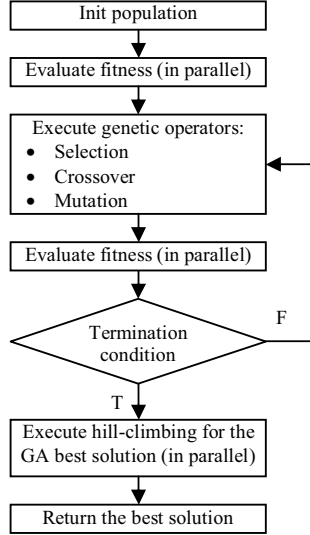 Init population
Evaluate fitness (in parallel)
Execute genetic operators:
• Selection
• Crossover
• Mutation
Evaluate fitness (in parallel)
F
Termination
condition
T
Execute hill-climbing for the
GA best solution (in parallel)
Return the best solution